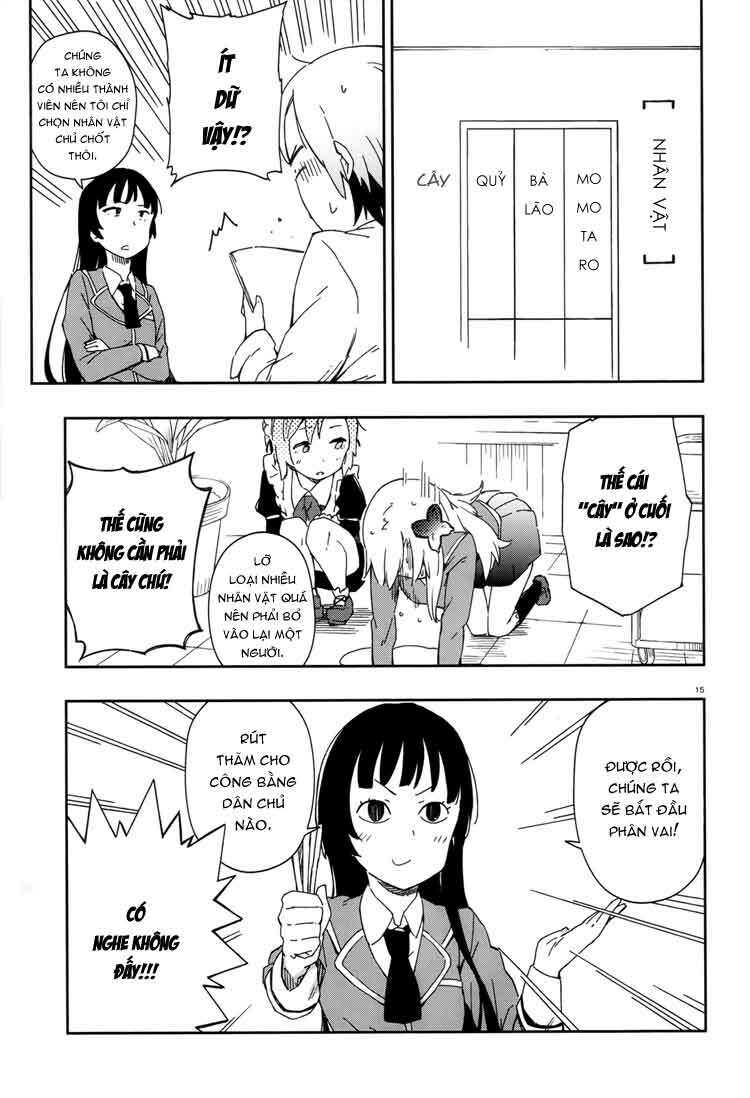 [ NHÂN VẬT ]
MO
MO
TA
RO
BÀ
LÃO
QUỶ
CÂY
ÍT
DỮ
VẬY!?
CHÚNG
TA KHÔNG
CÓ NHIỀU THÀNH
VIÊN NÊN TÔI CHỈ
CHỌN NHÂN VẬT
CHỦ CHỐT
THÔI.
THẾ CÁI
"CÂY" Ở CUỐI
LÀ SAO!?
LỠ
LOẠI NHIỀU
NHÂN VẬT QUÁ
NÊN PHẢI BỎ
VÀO LẠI MỘT
NGƯỜI.
THẾ CŨNG
KHÔNG CẦN PHẢI
LÀ CÂY CHỨ!
15
ĐƯỢC RỒI,
CHÚNG TA
SẼ BẮT ĐẦU
PHÂN VAI!
RÚT
THĂM CHO
CÔNG BẰNG
DÂN CHỦ
NÀO.
CÓ
NGHE KHÔNG
ĐẤY!!!